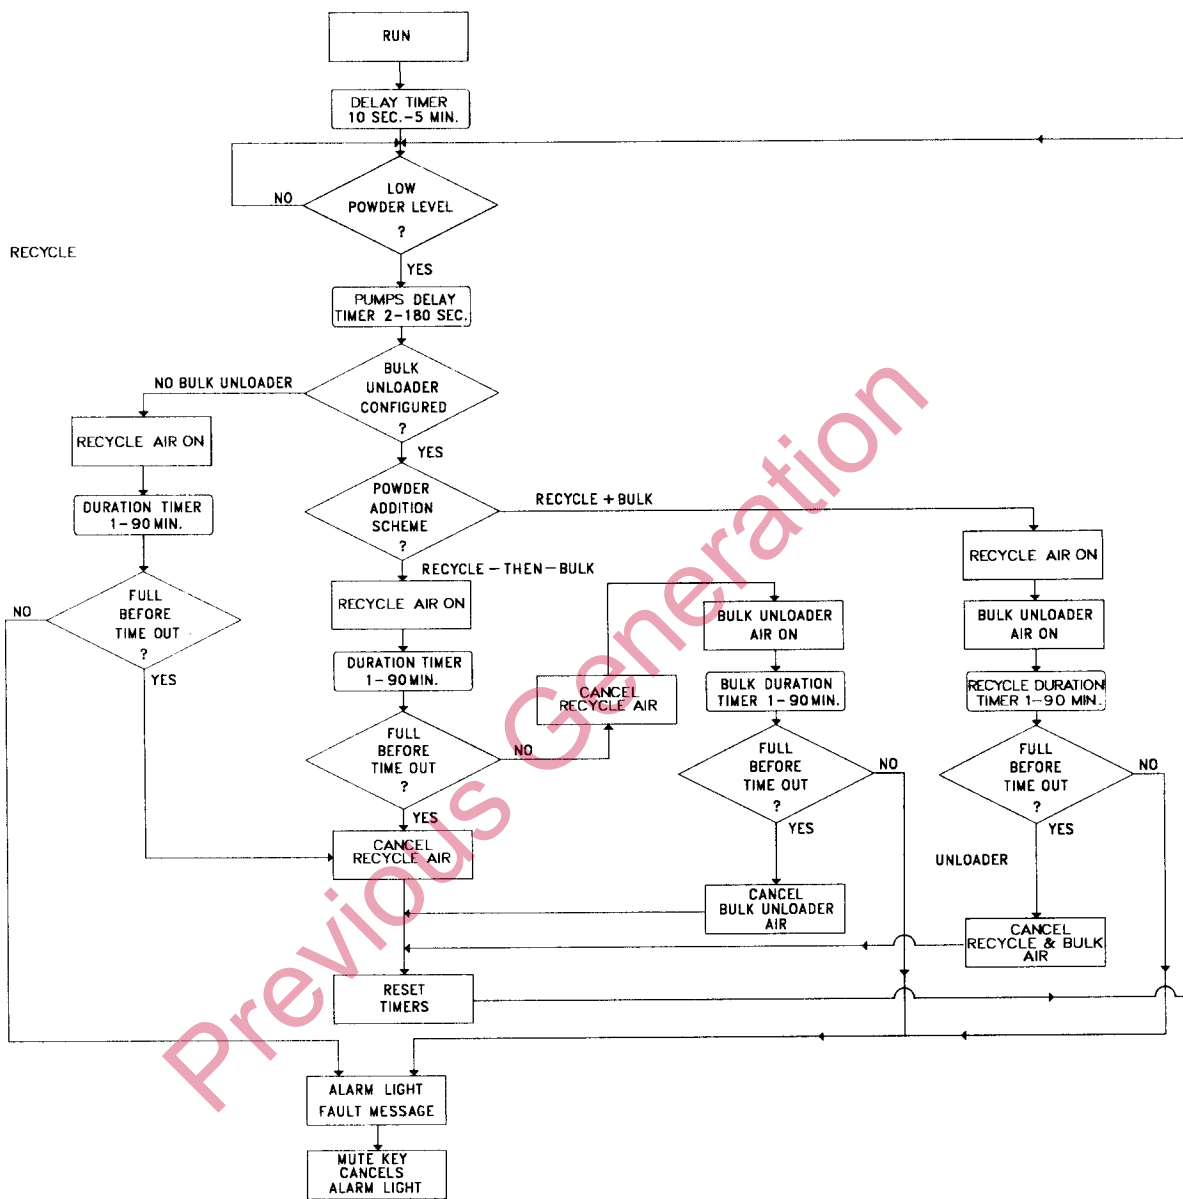 RUN
DELAY TIMER
10 SEC.-5 MIN.
NO
LOW
POWDER LEVEL
?
RECYCLE
YES
PUMPS DELAY
TIMER 2-180 SEC.
NO BULK UNLOADER
BULK
UNLOADER
CONFIGURED
?
RECYCLE AIR ON
YES
DURATION TIMER
1-90 MIN.
POWDER
ADDITION
SCHEME
?
RECYCLE + BULK
RECYCLE AIR ON
RECYCLE-THEN-BULK
NO
FULL
BEFORE
TIME OUT
?
YES
RECYCLE AIR ON
BULK UNLOADER
AIR ON
BULK UNLOADER
AIR ON
DURATION TIMER
1-90 MIN.
CANCEL
RECYCLE AIR
BULK DURATION
TIMER 1-90 MIN.
RECYCLE DURATION
TIMER 1-90 MIN.
FULL
BEFORE
TIME OUT
?
NO
YES
FULL
BEFORE
TIME OUT
?
NO
YES
FULL
BEFORE
TIME OUT
?
NO
YES
CANCEL
RECYCLE AIR
UNLOADER
CANCEL
BULK UNLOADER
AIR
CANCEL
RECYCLE & BULK
AIR
RESET
TIMERS
ALARM LIGHT
FAULT MESSAGE
MUTE KEY
CANCELS
ALARM LIGHT
Previous Generation